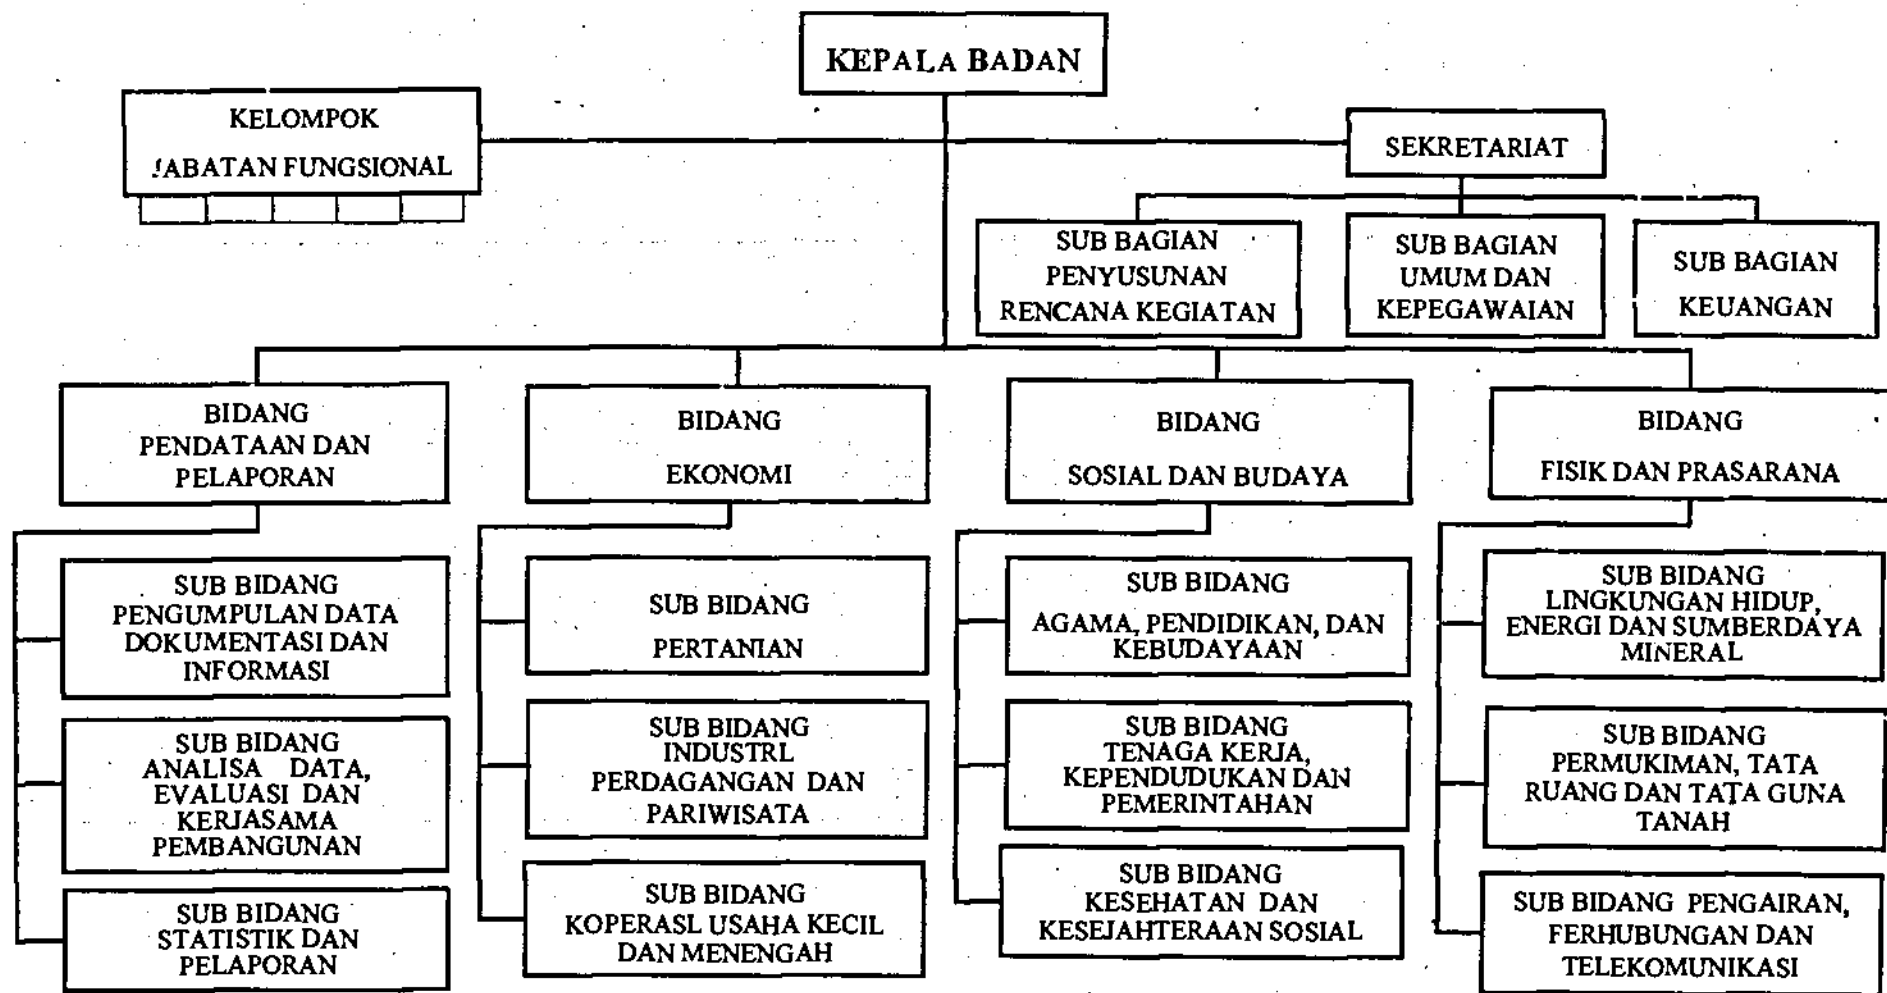 KEPALA BADAN
KELOMPOK
JABATAN FUNGSIONAL
SEKRETARIAT
SUB BAGIAN
PENYUSUNAN
RENCANA KEGIATAN
SUB BAGIAN
UMUM DAN
KEPEGAWAIAN
SUB BAGIAN
KEUANGAN
BIDANG
PENDATAAN DAN
PELAPORAN
BIDANG
EKONOMI
BIDANG
SOSIAL DAN BUDAYA
BIDANG
FISIK DAN PRASARANA
SUB BIDANG
PENGUMPULAN DATA
DOKUMENTASI DAN
INFORMASI
SUB BIDANG
ANALISA DATA,
EVALUASI DAN
KERJASAMA
PEMBANGUNAN
SUB BIDANG
STATISTIK DAN
PELAPORAN
SUB BIDANG
PERTANIAN
SUB BIDANG
INDUSTRI,
PERDAGANGAN DAN
PARIWISATA
SUB BIDANG
KOPERASI, USAHA KECIL
DAN MENENGAH
SUB BIDANG
AGAMA, PENDIDIKAN, DAN
KEBUDAYAAN
SUB BIDANG
TENAGA KERJA,
KEPENDUDUKAN DAN
PEMERINTAHAN
SUB BIDANG
KESEHATAN DAN
KESEJAHTERAAN SOSIAL
SUB BIDANG
LINGKUNGAN HIDUP,
ENERGI DAN SUMBERDAYA
MINERAL
SUB BIDANG
PERMUKIMAN, TATA
RUANG DAN TATA GUNA
TANAH
SUB BIDANG PENGAIRAN,
PERHUBUNGAN DAN
TELEKOMUNIKASI